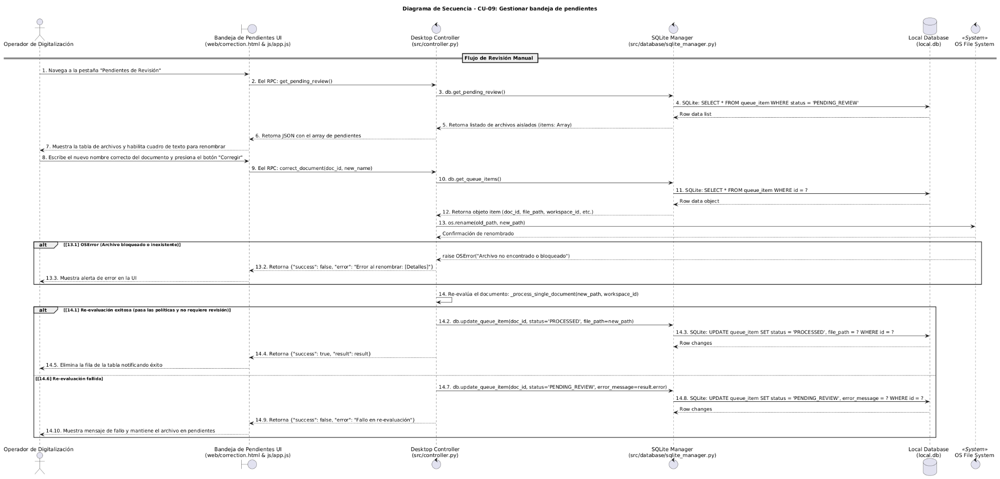 Diagrama de Secuencia - CU-09: Gestionar bandeja de pendientes
Operador de Digitalización
Bandeja de Pendientes UI
(web/correction.html & js/app.js)
Desktop Controller
(src/controller.py)
SQLite Manager
(src/database/sqlite_manager.py)
Local Database
(local.db)
«System»
OS File System
Flujo de Revisión Manual
1. Navega a la pestaña "Pendientes de Revisión"
2. Eel RPC: get_pending_review()
3. db.get_pending_review()
4. SQLite: SELECT * FROM queue_item WHERE status = 'PENDING_REVIEW'
Row data list
5. Retorna listado de archivos aislados (items: Array)
6. Retorna JSON con el array de pendientes
7. Muestra la tabla de archivos y habilita cuadro de texto para renombrar
8. Escribe el nuevo nombre correcto del documento y presiona el botón "Corregir"
9. Eel RPC: correct_document(doc_id, new_name)
10. db.get_queue_items()
11. SQLite: SELECT * FROM queue_item WHERE id = ?
Row data object
12. Retorna objeto item (doc_id, file_path, workspace_id, etc.)
13. os.rename(old_path, new_path)
Confirmación de renombrado
alt [[13.1] OSError (Archivo bloqueado o inexistente)]
raise OSError("Archivo no encontrado o bloqueado")
13.2. Retorna {"success": false, "error": "Error al renombrar: [Detalles]"}
13.3. Muestra alerta de error en la UI
14. Re-evalúa el documento: _process_single_document(new_path, workspace_id)
alt [[14.1] Re-evaluación exitosa (pasa las políticas y no requiere revisión)]
14.2. db.update_queue_item(doc_id, status='PROCESSED', file_path=new_path)
14.3. SQLite: UPDATE queue_item SET status = 'PROCESSED', file_path = ? WHERE id = ?
Row changes
14.4. Retorna {"success": true, "result": result}
14.5. Elimina la fila de la tabla notificando éxito
[[14.6] Re-evaluación fallida]
14.7. db.update_queue_item(doc_id, status='PENDING_REVIEW', error_message=result.error)
14.8. SQLite: UPDATE queue_item SET status = 'PENDING_REVIEW', error_message = ? WHERE id = ?
Row changes
14.9. Retorna {"success": false, "error": "Fallo en re-evaluación"}
14.10. Muestra mensaje de fallo y mantiene el archivo en pendientes
Operador de Digitalización
Bandeja de Pendientes UI
(web/correction.html & js/app.js)
Desktop Controller
(src/controller.py)
SQLite Manager
(src/database/sqlite_manager.py)
Local Database
(local.db)
«System»
OS File System